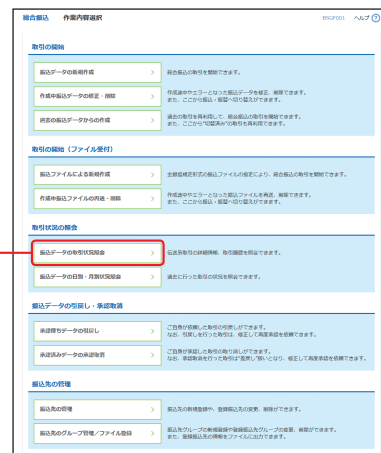 総合振込 作業内容選択 BSGF001 ヘルプ ?
取引の開始
振込データの新規作成 > 総合振込の取引を開始できます。
作成中振込データの修正・削除 > 作成途中やエラーとなった振込データを修正、削除できます。
また、ここから振込・振替へ切り替えができます。
過去の振込データからの作成 > 過去の取引を再利用して、総合振込の取引を開始できます。
また、ここから"切替済み"の取引も再利用できます。
取引の開始（ファイル受付）
振込ファイルによる新規作成 > 全銀協規定形式の振込ファイルの指定により、総合振込の取引を開始できます。
作成中振込ファイルの再送・削除 > 作成途中やエラーとなった振込ファイルを再送、削除できます。
また、ここから振込・振替へ切り替えができます。
取引状況の照会
振込データの取引状況照会 > 伝送系取引の詳細情報、取引履歴を照会できます。
振込データの日別・月別状況照会 > 過去に行った取引の状況を照会できます。
振込データの引戻し・承認取消
承認待ちデータの引戻し > ご自身が依頼した取引の引戻しができます。
なお、引戻しを行った取引は、修正して再度承認を依頼できます。
承認済みデータの承認取消 > ご自身が承認した取引の取り消しができます。
なお、承認取消を行った取引は"差戻し"扱いとなり、修正して再度承認を依頼できます。
振込先の管理
振込先の管理 > 振込先の新規登録や、登録振込先の変更、削除ができます。
振込先のグループ管理／ファイル登録 > 振込先グループの新規登録や登録振込先グループの変更、削除ができます。
また、登録振込先の情報をファイルに出力できます。